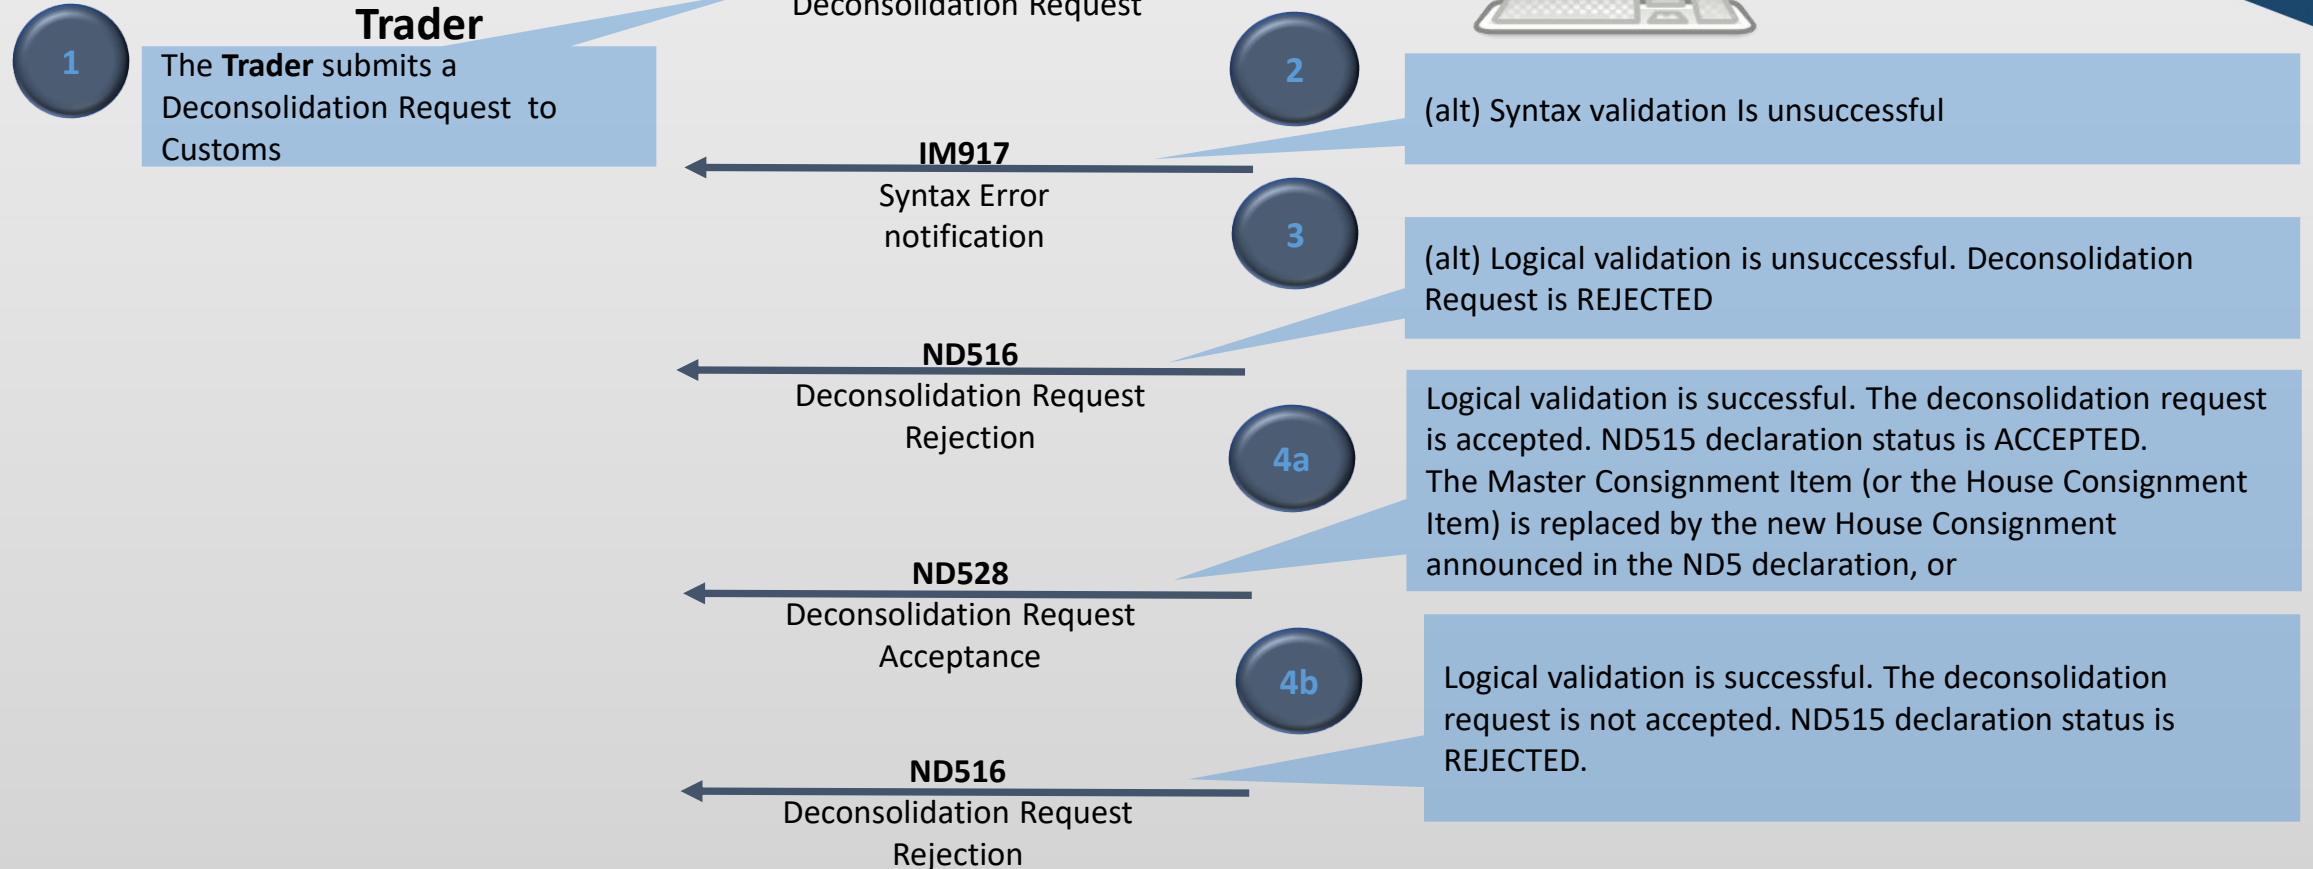 Deconsolidation Request
Trader
1
The Trader submits a
Deconsolidation Request to
Customs
2
(alt) Syntax validation Is unsuccessful
IM917
Syntax Error
notification
3
(alt) Logical validation is unsuccessful. Deconsolidation
Request is REJECTED
ND516
Deconsolidation Request
Rejection
4a
Logical validation is successful. The deconsolidation request
is accepted. ND515 declaration status is ACCEPTED.
The Master Consignment Item (or the House Consignment
Item) is replaced by the new House Consignment
announced in the ND5 declaration, or
ND528
Deconsolidation Request
Acceptance
4b
Logical validation is successful. The deconsolidation
request is not accepted. ND515 declaration status is
REJECTED.
ND516
Deconsolidation Request
Rejection